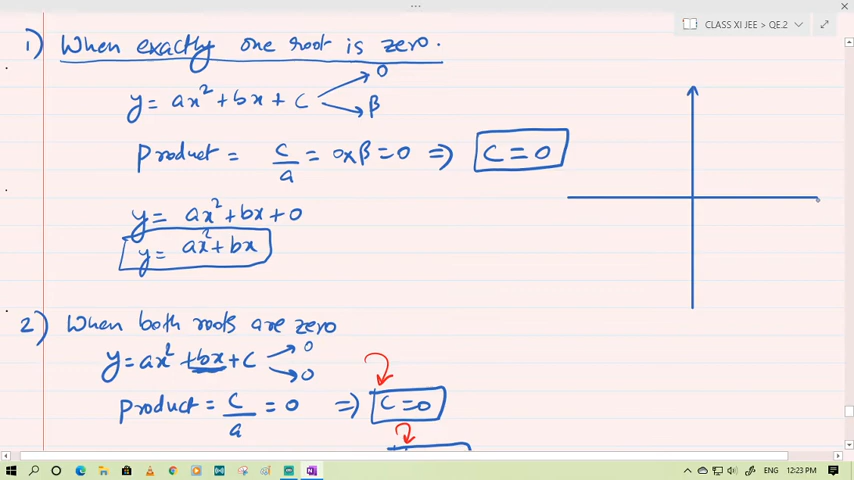 CLASS XI JEE > QE.2
1) When exactly one root is zero.
y = ax² + bx + c
0
β
Product = c/a = 0xβ = 0 ⇒ C = 0
y = ax² + bx + 0
y = ax² + bx
2) When both roots are zero
y = ax² + bx + c
0
0
Product = c/a = 0 ⇒ C = 0
ENG 12:23 PM